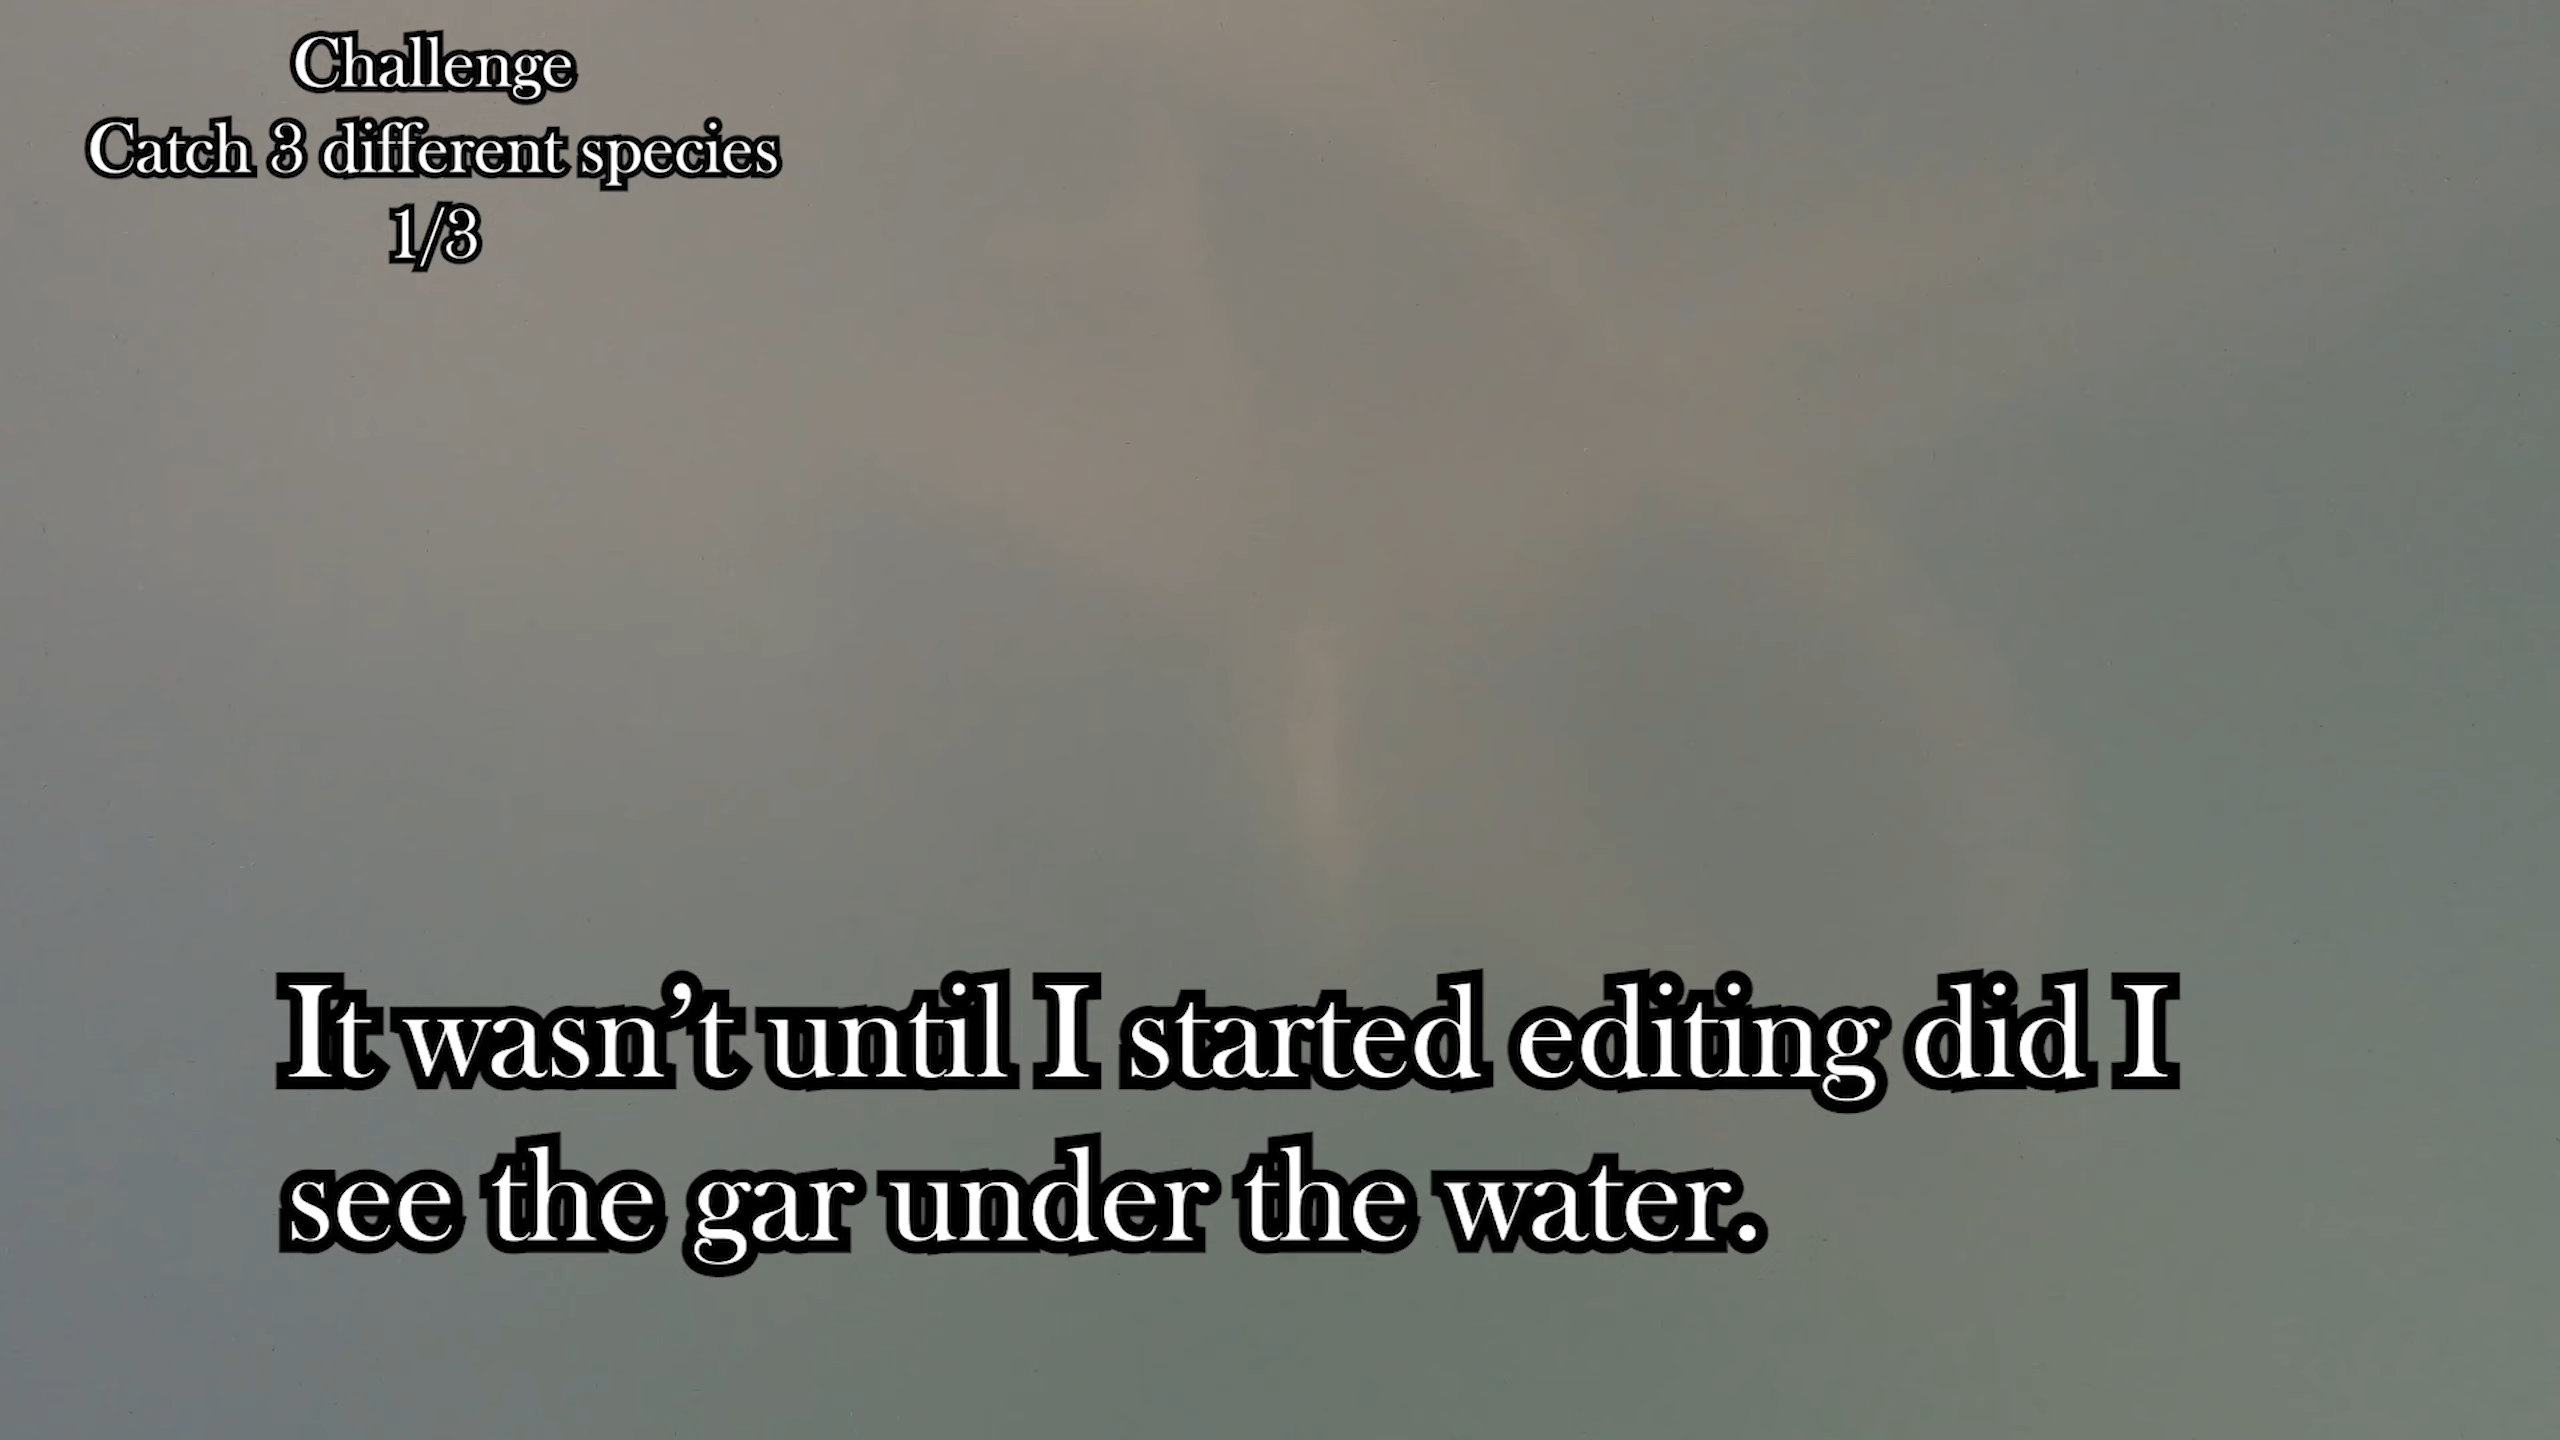 Challenge
Catch 3 different species
1/3
It wasn’t until I started editing did I
see the gar under the water.